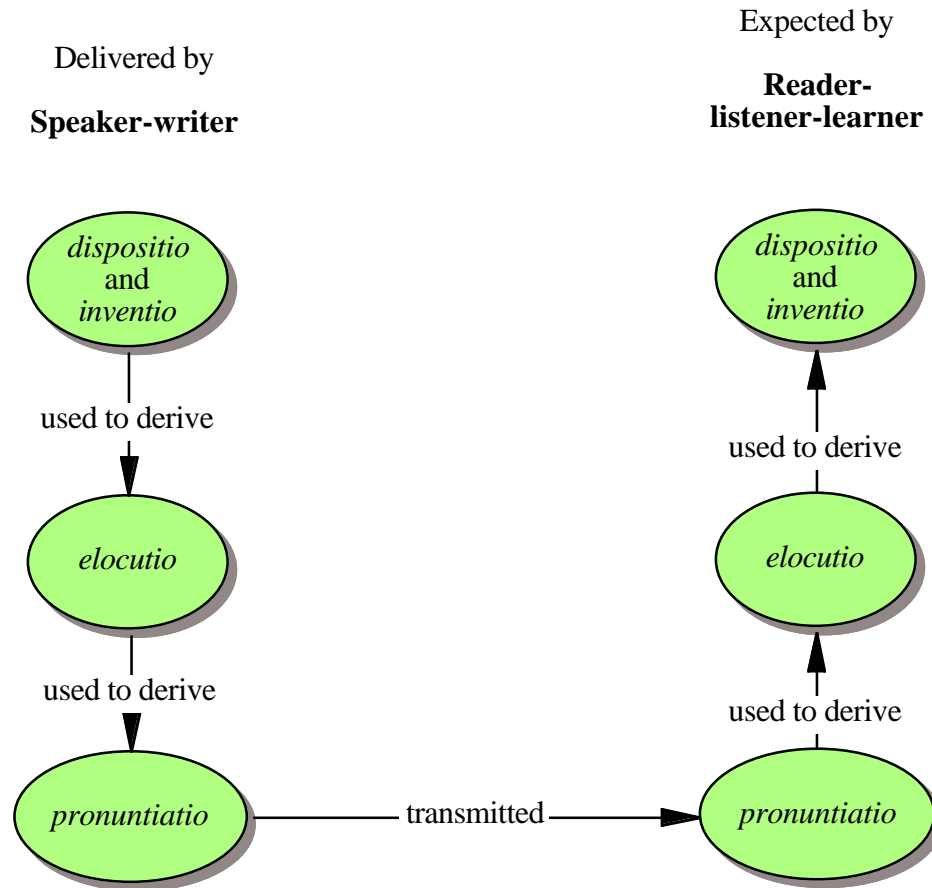 Delivered by
Speaker-writer
dispositio
and
inventio
used to derive
elocutio
used to derive
pronuntiatio
transmitted
Expected by
Reader-
listener-learner
dispositio
and
inventio
used to derive
elocutio
used to derive
pronuntiatio